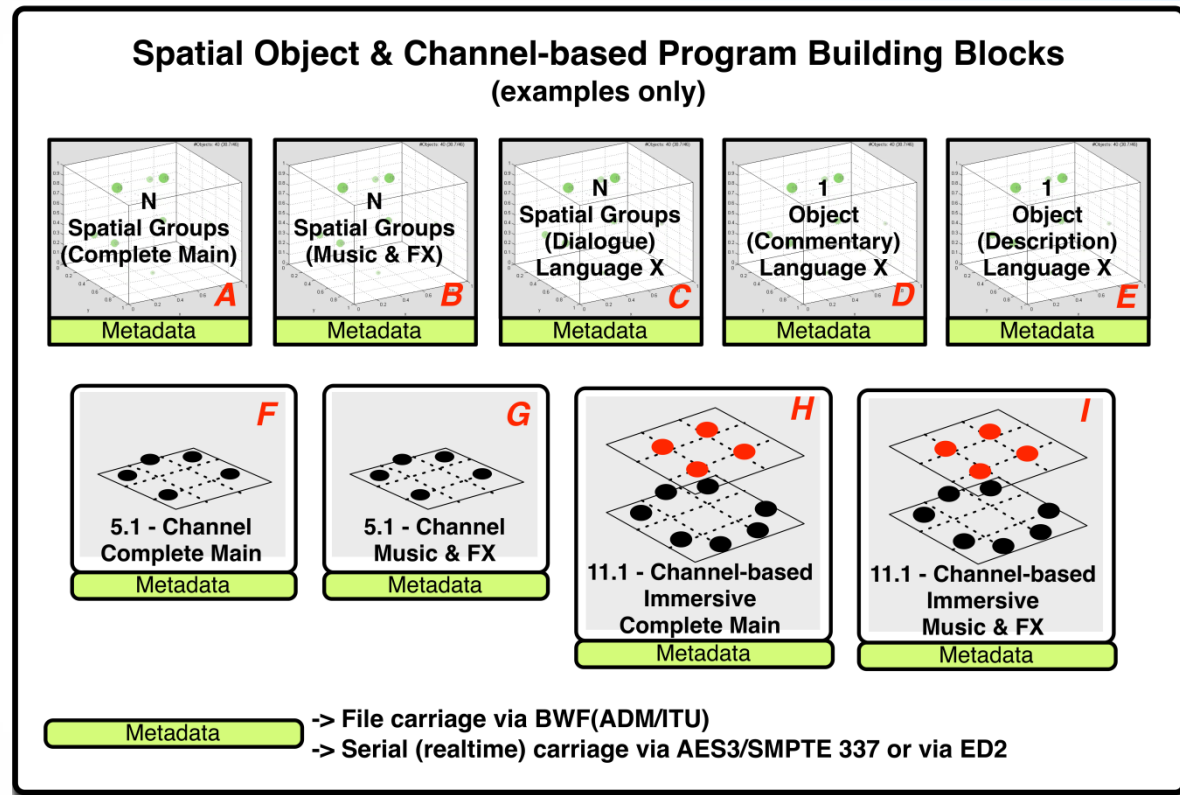 Spatial Object & Channel-based Program Building Blocks
(examples only)
N
Spatial Groups
(Complete Main)
A
Metadata
N
Spatial Groups
(Music & FX)
B
Metadata
N
Spatial Groups
(Dialogue)
Language X
C
Metadata
1
Object
(Commentary)
Language X
D
Metadata
1
Object
(Description)
Language X
E
Metadata
F
5.1 - Channel
Complete Main
Metadata
G
5.1 - Channel
Music & FX
Metadata
H
11.1 - Channel-based
Immersive
Complete Main
Metadata
I
11.1 - Channel-based
Immersive
Music & FX
Metadata
Metadata
-> File carriage via BWF(ADM/ITU)
-> Serial (realtime) carriage via AES3/SMPTE 337 or via ED2